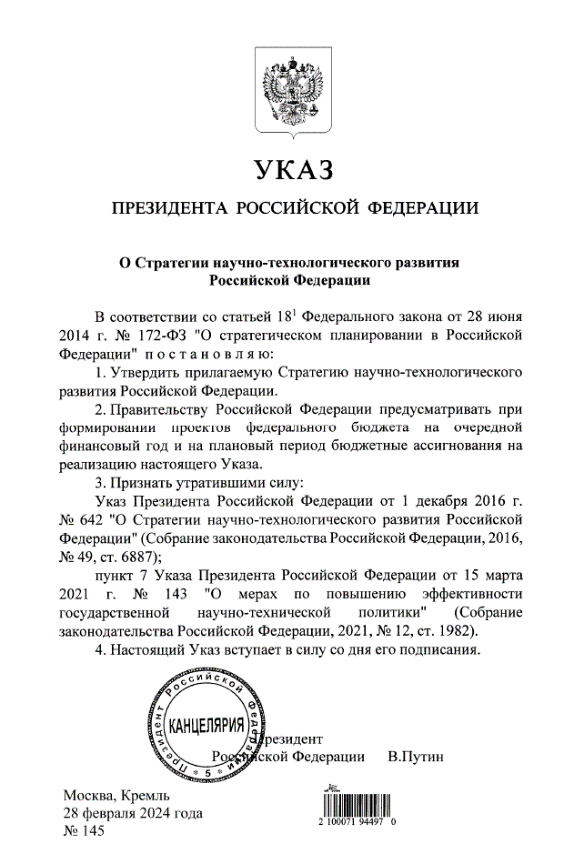 УКАЗ
ПРЕЗИДЕНТА РОССИЙСКОЙ ФЕДЕРАЦИИ
О Стратегии научно-технологического развития
Российской Федерации
В соответствии со статьей 18¹ Федерального закона от 28 июня
2014 г. № 172-ФЗ "О стратегическом планировании в Российской
Федерации" п о с т а н о в л я ю:
1. Утвердить прилагаемую Стратегию научно-технологического
развития Российской Федерации.
2. Правительству Российской Федерации предусматривать при
формировании проектов федерального бюджета на очередной
финансовый год и на плановый период бюджетные ассигнования на
реализацию настоящего Указа.
3. Признать утратившими силу:
Указ Президента Российской Федерации от 1 декабря 2016 г.
№ 642 "О Стратегии научно-технологического развития Российской
Федерации" (Собрание законодательства Российской Федерации, 2016,
№ 49, ст. 6887);
пункт 7 Указа Президента Российской Федерации от 15 марта
2021 г. № 143 "О мерах по повышению эффективности
государственной научно-технической политики" (Собрание
законодательства Российской Федерации, 2021, № 12, ст. 1982).
4. Настоящий Указ вступает в силу со дня его подписания.
Президент Российской Федерации
КАНЦЕЛЯРИЯ
* 5 *
Президент
Российской Федерации В.Путин
Москва, Кремль
28 февраля 2024 года
№ 145
2 100071 94497 0